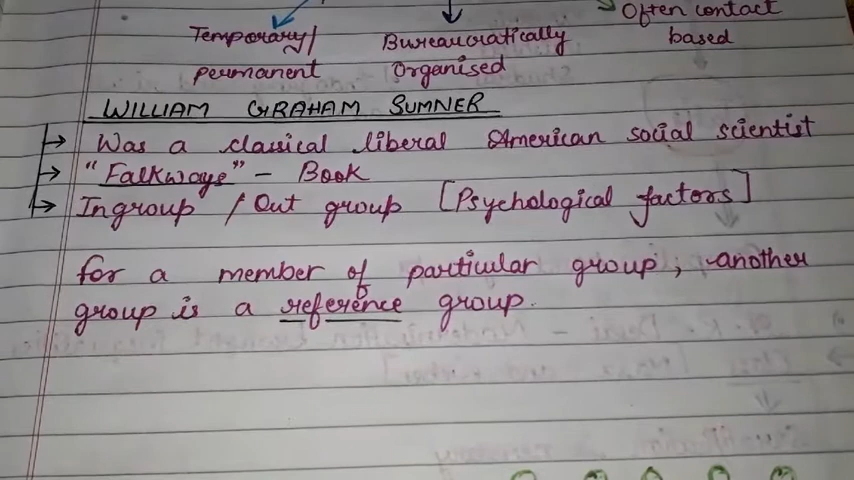 Often contact
Temporary/ Bureaucratically based
permanent Organised
WILLIAM GRAHAM SUMNER
Was a classical liberal American social scientist
"Falkways" - Book
Ingroup / Out group [Psychological factors]
for a member of particular group, another
group is a reference group.